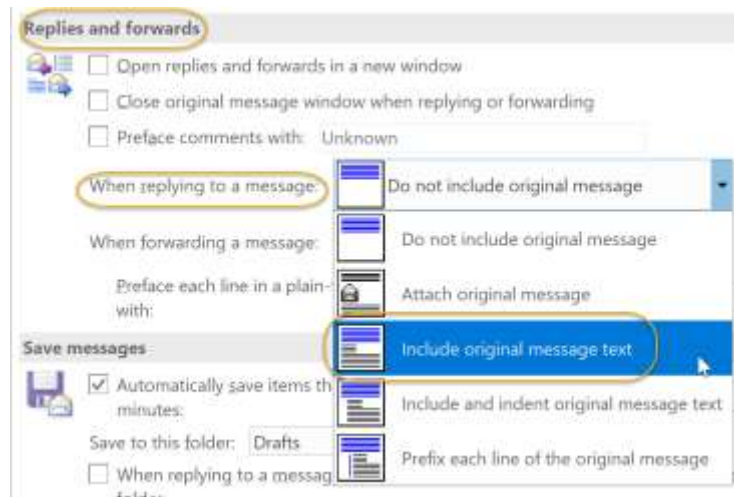 Replies and forwards
Open replies and forwards in a new window
Close original message window when replying or forwarding
Preface comments with: Unknown
When replying to a message: Do not include original message
When forwarding a message: Do not include original message
Preface each line in a plain-
with:
Attach original message
Save messages
Include original message text
Automatically save items th
minutes:
Include and indent original message text
Save to this folder: Drafts
Prefix each line of the original message
When replying to a messag